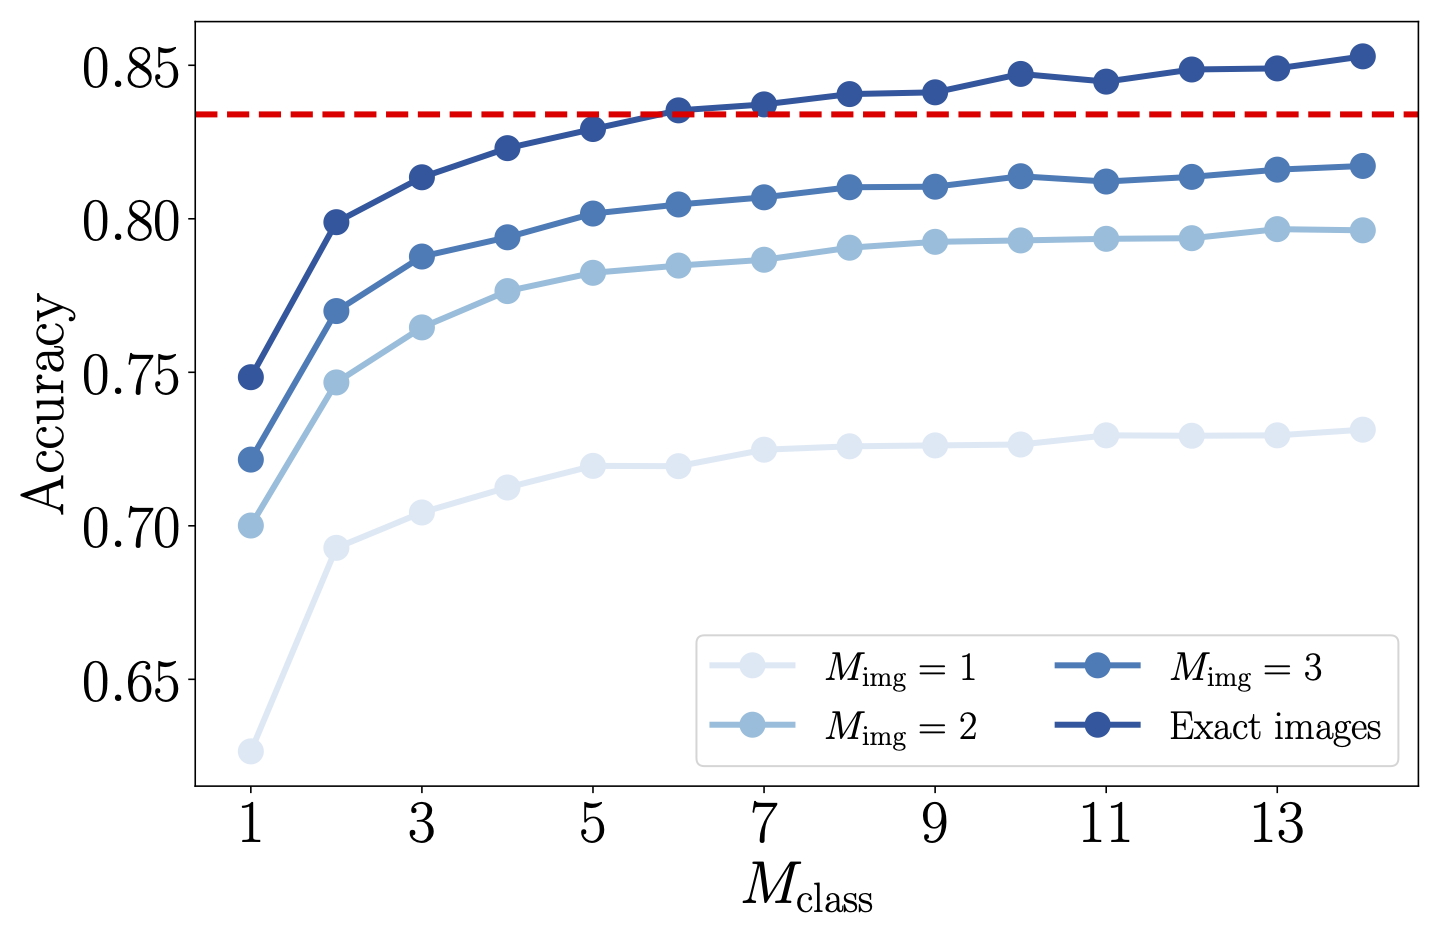 0.85
0.80
0.75
0.70
0.65
Accuracy
1 3 5 7 9 11 13
M_class
M_img = 1
M_img = 2
M_img = 3
Exact images